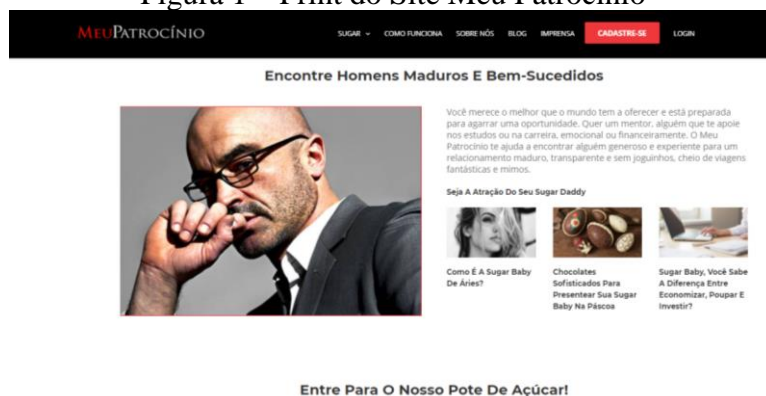 Figura 1 – Print do Site Meu Patrocínio
MEUPATROCÍNIO
SUGAR COMO FUNCIONA SOBRE NÓS BLOG IMPRENSA CADASTRE-SE LOGIN
Encontre Homens Maduros E Bem-Sucedidos
Você merece o melhor que o mundo tem a oferecer e está preparada
para agarrar uma oportunidade. Quer um mentor, alguém que te apoie
nos estudos ou na carreira, emocional ou financeiramente. O Meu
Patrocínio te ajuda a encontrar alguém generoso e experiente para um
relacionamento maduro, transparente e sem joguinhos, cheio de viagens
fantásticas e mimos.
Seja A Atração Do Seu Sugar Daddy
Como É A Sugar Baby
De Áries?
Chocolates
Sofisticados Para
Presentear Sua Sugar
Baby Na Páscoa
Sugar Baby, Você Sabe
A Diferença Entre
Economizar, Poupar E
Investir?
Entre Para O Nosso Pote De Açúcar!